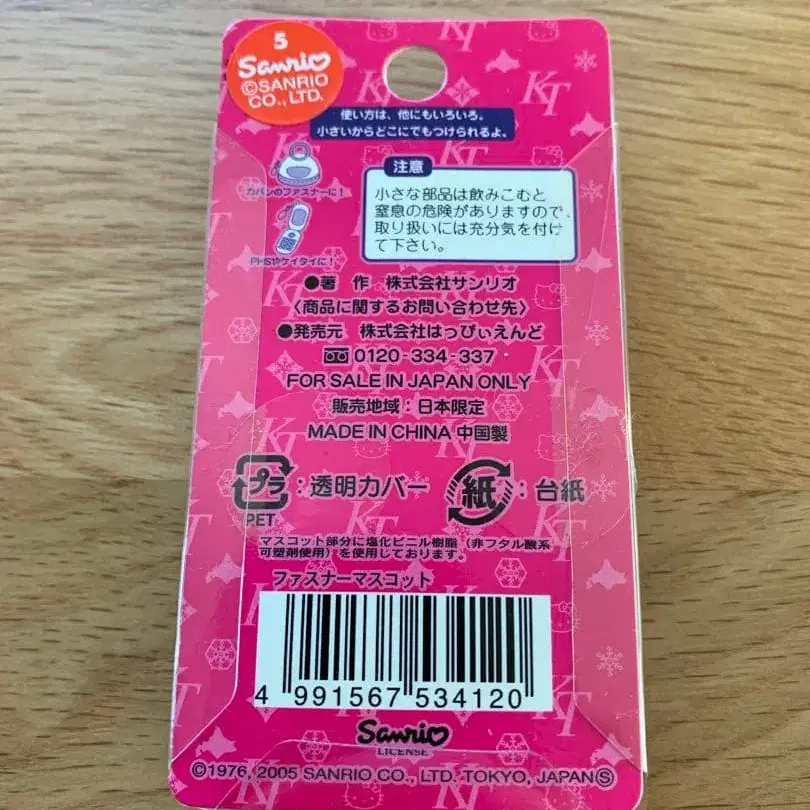 5
Sanrio
©SANRIO
CO., LTD.
使い方は、他にもいろいろ。
小さいからどこにでもつけられるよ。
カバンのファスナーに!
PHSやケイタイに!
注意
小さな部品は飲みこむと
窒息の危険がありますので、
取り扱いには充分気を付け
て下さい。
●著 作 株式会社サンリオ
〈商品に関するお問い合わせ先〉
●発売元 株式会社はっぴぃえんど
0120-334-337
FOR SALE IN JAPAN ONLY
販売地域:日本限定
MADE IN CHINA 中国製
プラ:透明カバー
PET
紙:台紙
マスコット部分に塩化ビニル樹脂(非フタル酸系
可塑剤使用)を使用しております。
ファスナーマスコット
4 991567 534120
Sanrio
LICENSE
©1976, 2005 SANRIO CO., LTD. TOKYO, JAPAN Ⓢ
KT